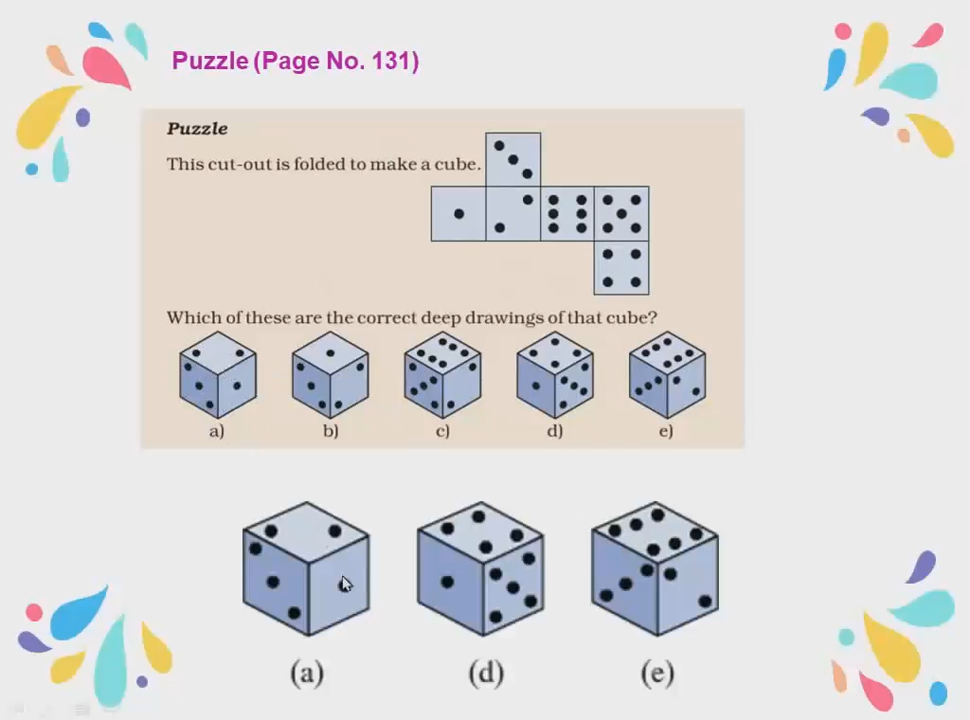 Puzzle (Page No. 131)
Puzzle
This cut-out is folded to make a cube.
Which of these are the correct deep drawings of that cube?
a) b) c) d) e)
(a) (d) (e)